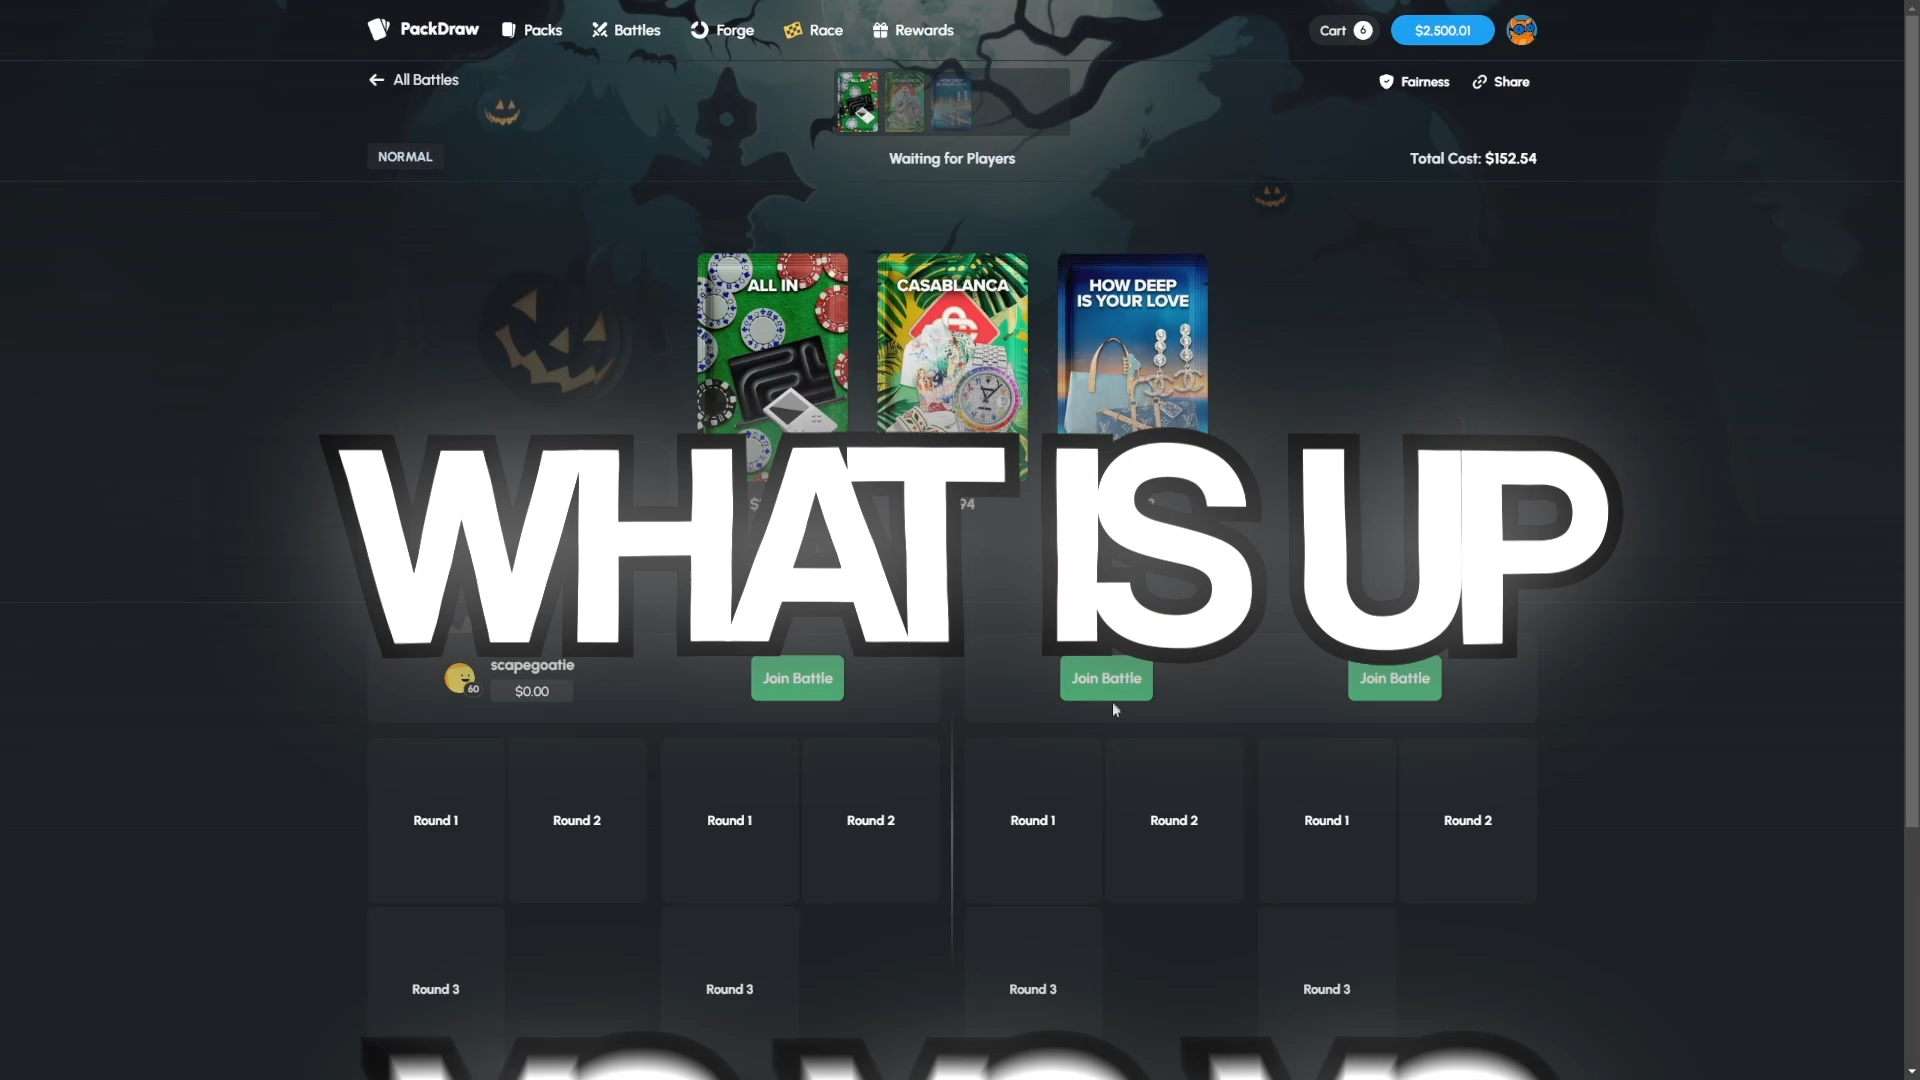 PackDraw
Packs
Battles
Forge
Race
Rewards
Cart 6
$2,500.01
All Battles
Fairness
Share
NORMAL
Waiting for Players
Total Cost: $152.54
ALL IN
CASABLANCA
HOW DEEP
IS YOUR LOVE
WHAT IS UP
scapegoatie
60
$0.00
Join Battle
Join Battle
Join Battle
Round 1
Round 2
Round 1
Round 2
Round 1
Round 2
Round 1
Round 2
Round 3
Round 3
Round 3
Round 3